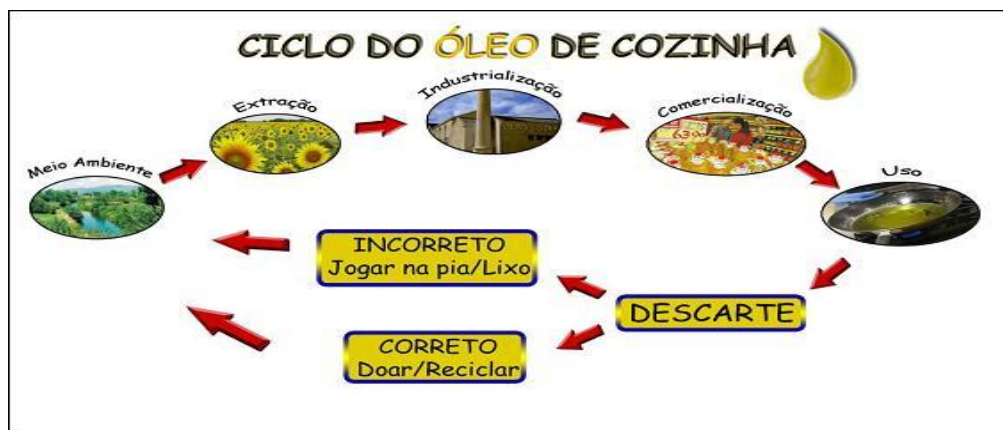 CICLO DO ÓLEO DE COZINHA
Meio Ambiente
Extração
Industrialização
Comercialização
Uso
DESCARTE
INCORRETO
Jogar na pia/Lixo
CORRETO
Doar/Reciclar